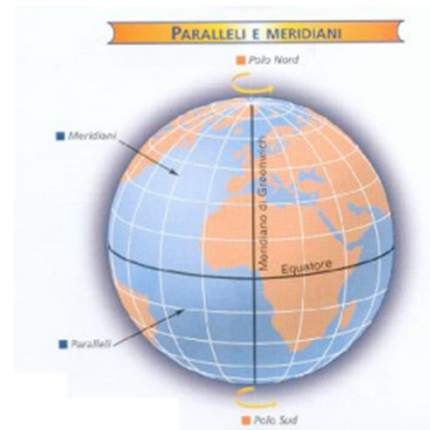 PARALLELI E MERIDIANI
Polo Nord
Meridiani
Meridiano di Greenwich
Equatore
Paralleli
Polo Sud